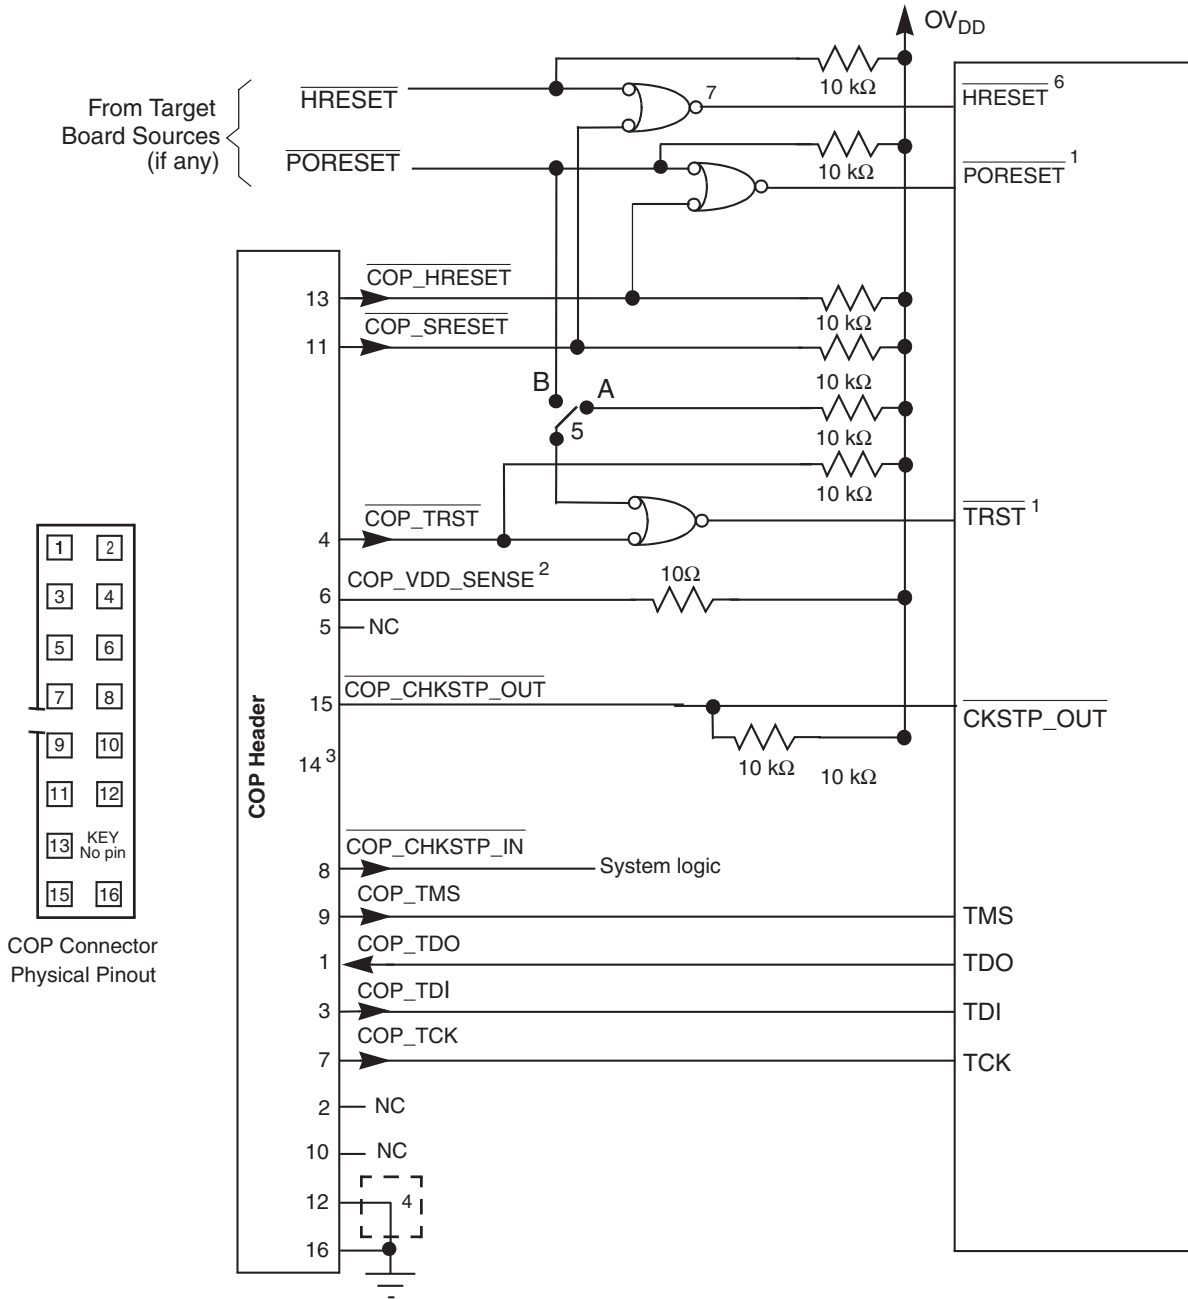 OVDD
10 kΩ
From Target
Board Sources
(if any)
HRESET
7
HRESET 6
PORESET
10 kΩ
PORESET 1
COP_HRESET
13
10 kΩ
COP_SRESET
11
10 kΩ
B
A
5
10 kΩ
10 kΩ
COP_TRST
4
TRST 1
COP_VDD_SENSE 2
6
10Ω
5
NC
COP_CHKSTP_OUT
15
CKSTP_OUT
14 3
10 kΩ
10 kΩ
COP Header
COP_CHKSTP_IN
8
System logic
COP_TMS
9
TMS
COP_TDO
1
TDO
COP_TDI
3
TDI
COP_TCK
7
TCK
2
NC
10
NC
12
4
16
1 2
3 4
5 6
7 8
9 10
11 12
13 KEY
No pin
15 16
COP Connector
Physical Pinout